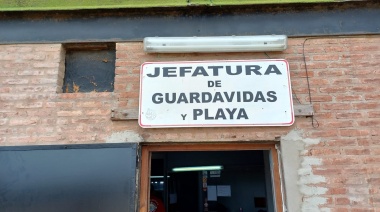 JEFATURA
DE
GUARDAVIDAS
Y PLAYA